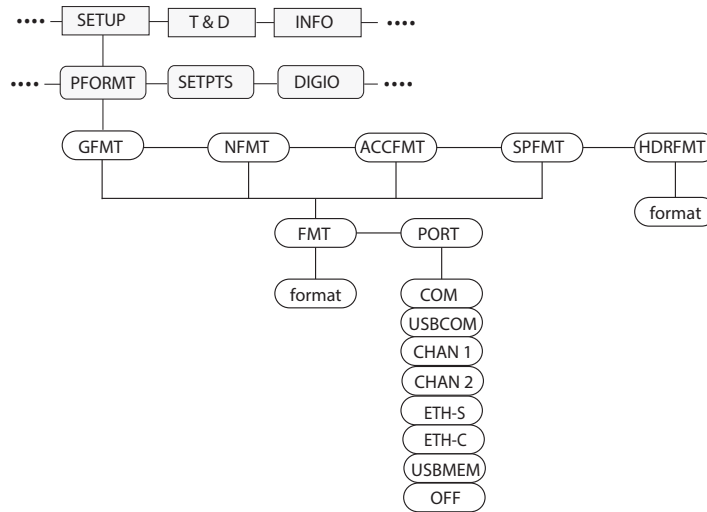 •••• SETUP T & D INFO ••••
•••• PFORMT SETPTS DIGIO ••••
GFMT NFMT ACCFMT SPFMT HDRFMT
format
FMT PORT
format COM
USBCOM
CHAN 1
CHAN 2
ETH-S
ETH-C
USBMEM
OFF